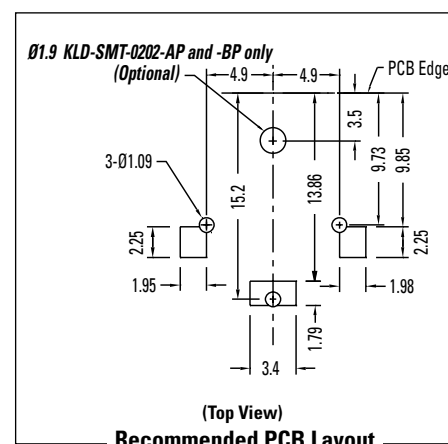 Ø1.9 KLD-SMT-0202-AP and -BP only
(Optional)
4.9
4.9
PCB Edge
3.5
9.73
9.85
3-Ø1.09
15.2
13.86
2.25
2.25
1.95
1.98
1.79
3.4
(Top View)
Recommended PCB Layout